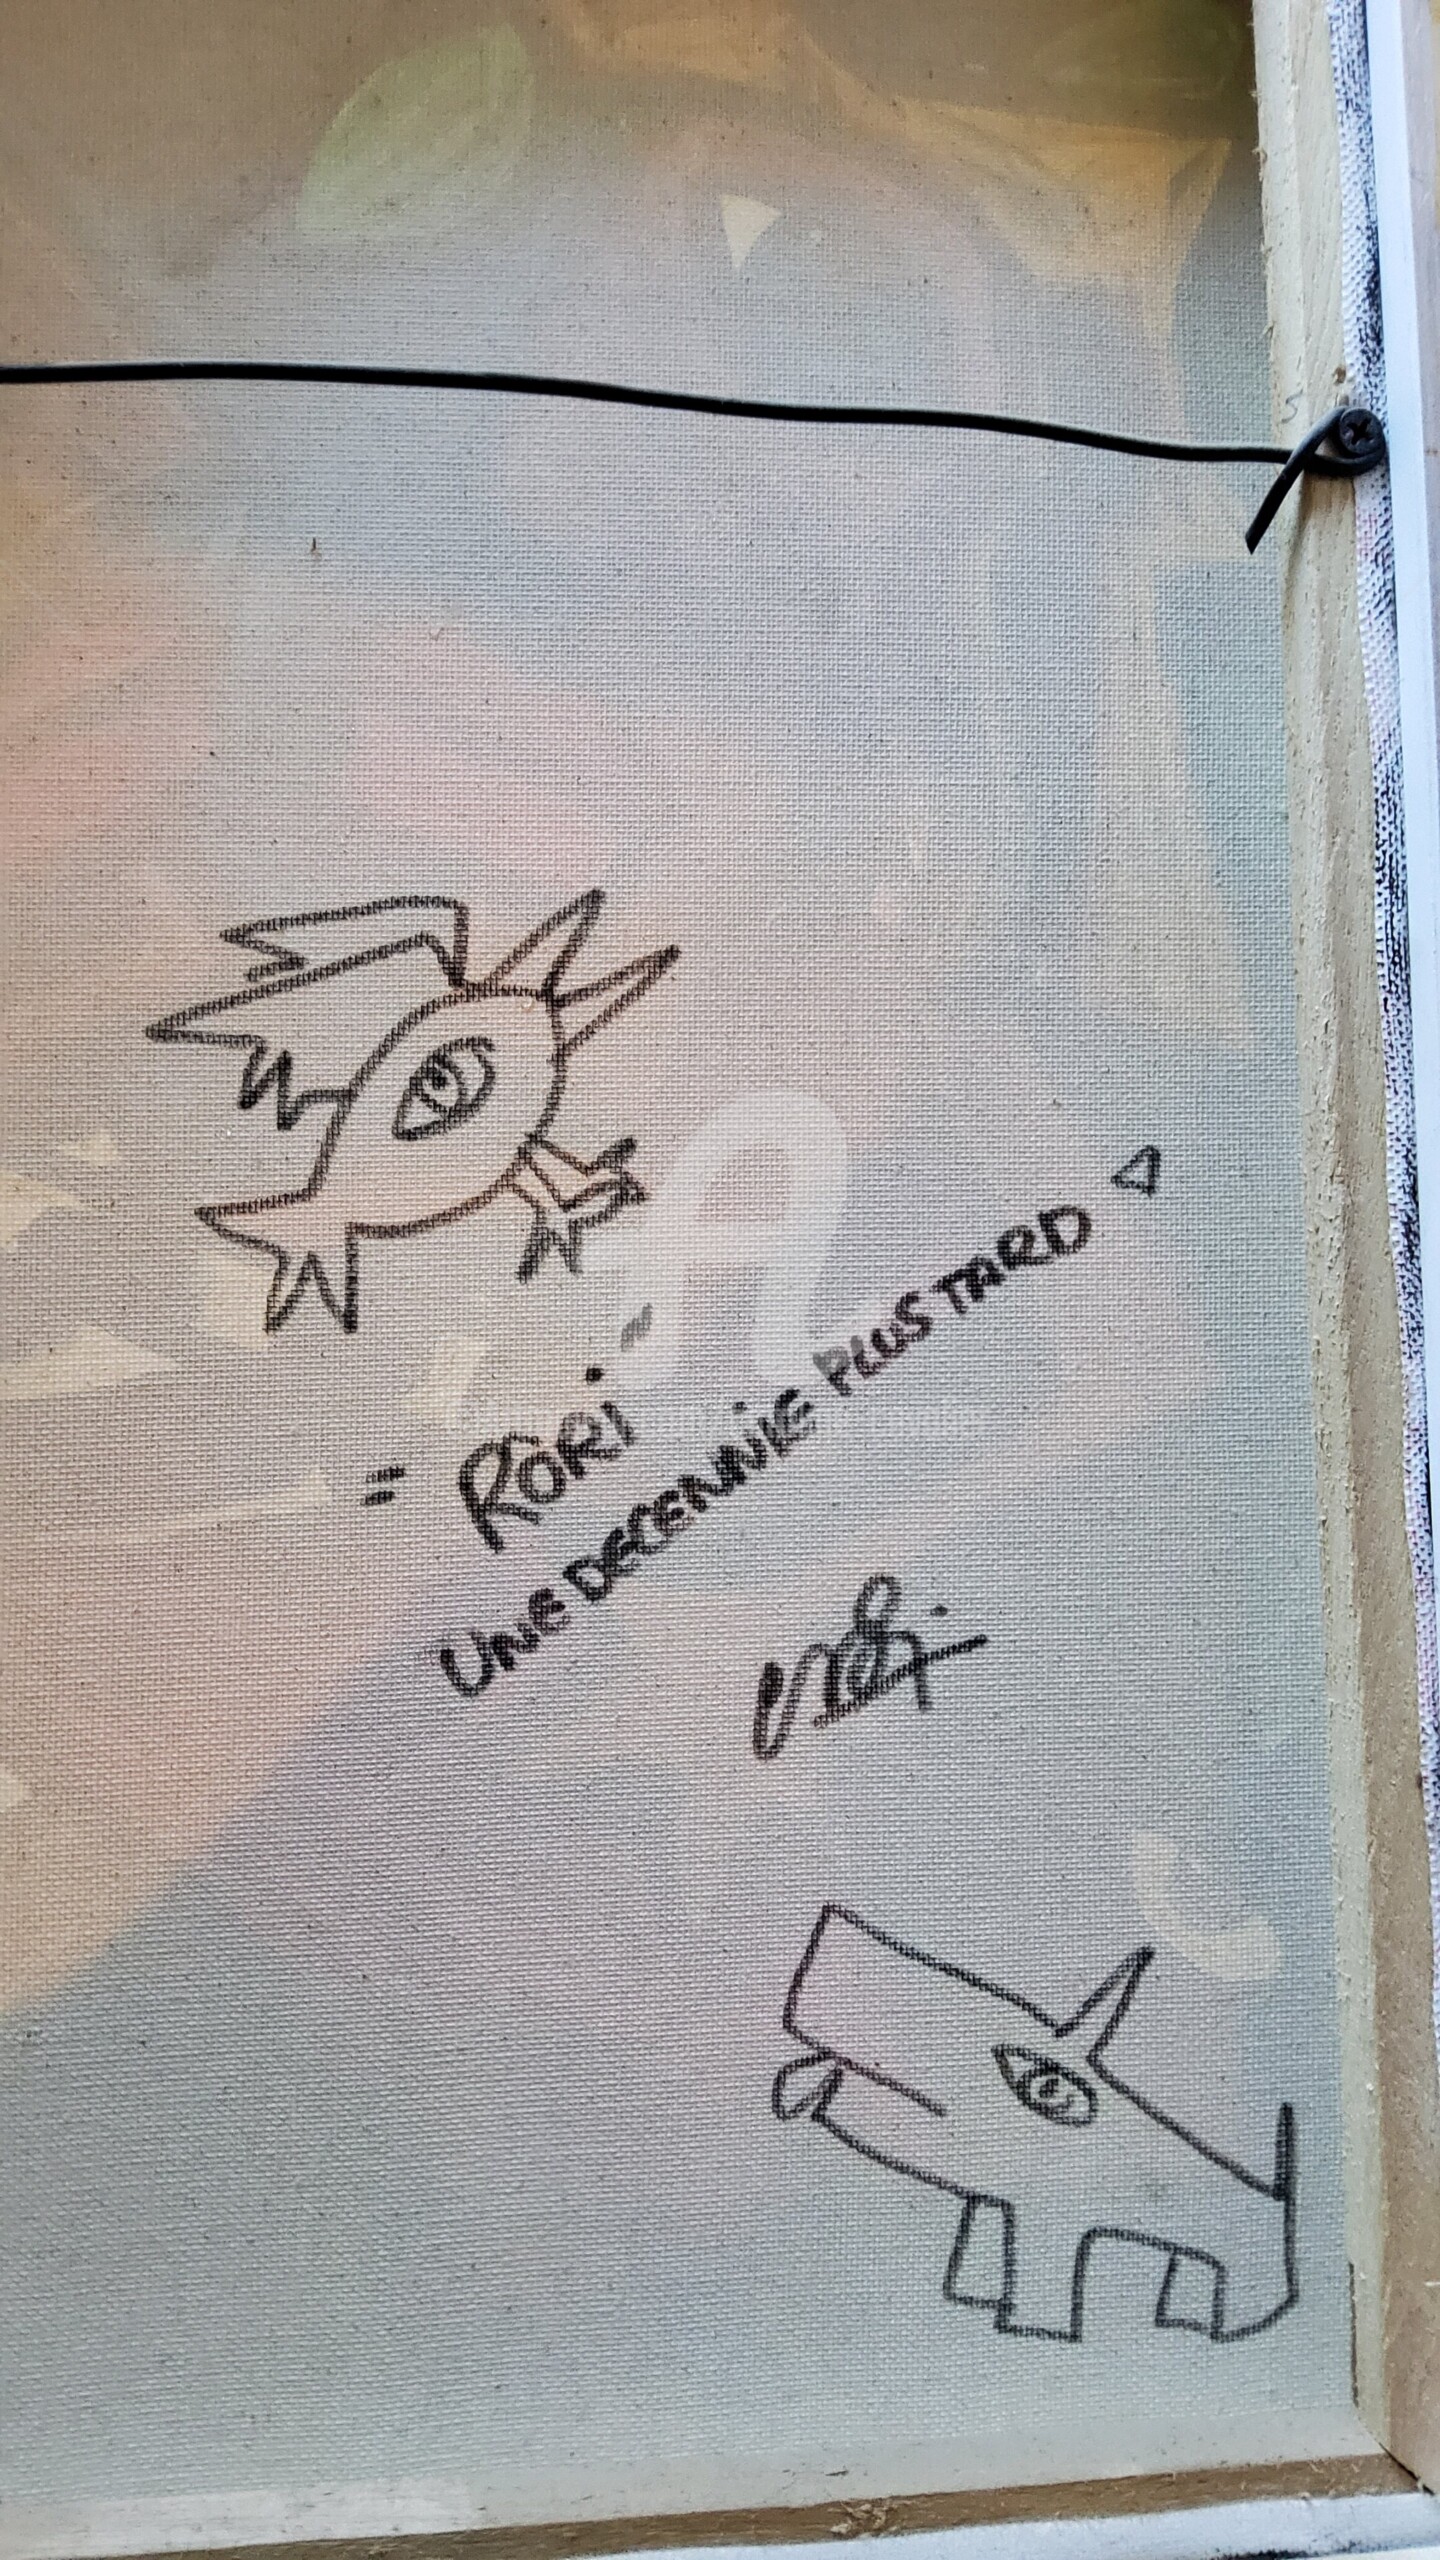 = RORI ~
UNE DECENNIE PLUS TARD